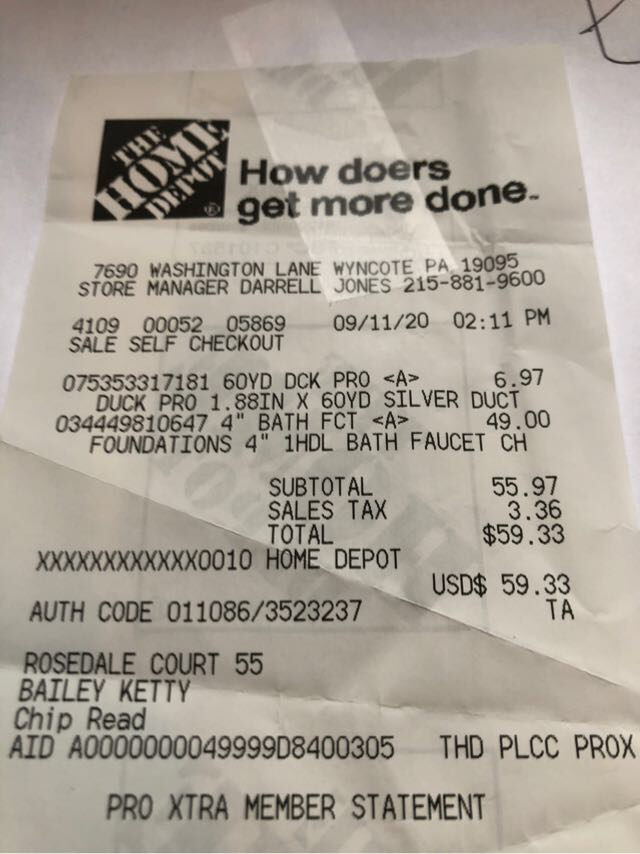 THE
HOME
DEPOT
How doers
get more done.™
7690 WASHINGTON LANE WYNCOTE PA 19095
STORE MANAGER DARRELL JONES 215-881-9600
4109 00052 05869 09/11/20 02:11 PM
SALE SELF CHECKOUT
075353317181 60YD DCK PRO <A> 6.97
DUCK PRO 1.88IN X 60YD SILVER DUCT
034449810647 4" BATH FCT <A> 49.00
FOUNDATIONS 4" 1HDL BATH FAUCET CH
SUBTOTAL 55.97
SALES TAX 3.36
TOTAL $59.33
XXXXXXXXXXXX0010 HOME DEPOT
USD$ 59.33
AUTH CODE 011086/3523237 TA
ROSEDALE COURT 55
BAILEY KETTY
Chip Read
AID A0000000049999D8400305 THD PLCC PROX
PRO XTRA MEMBER STATEMENT